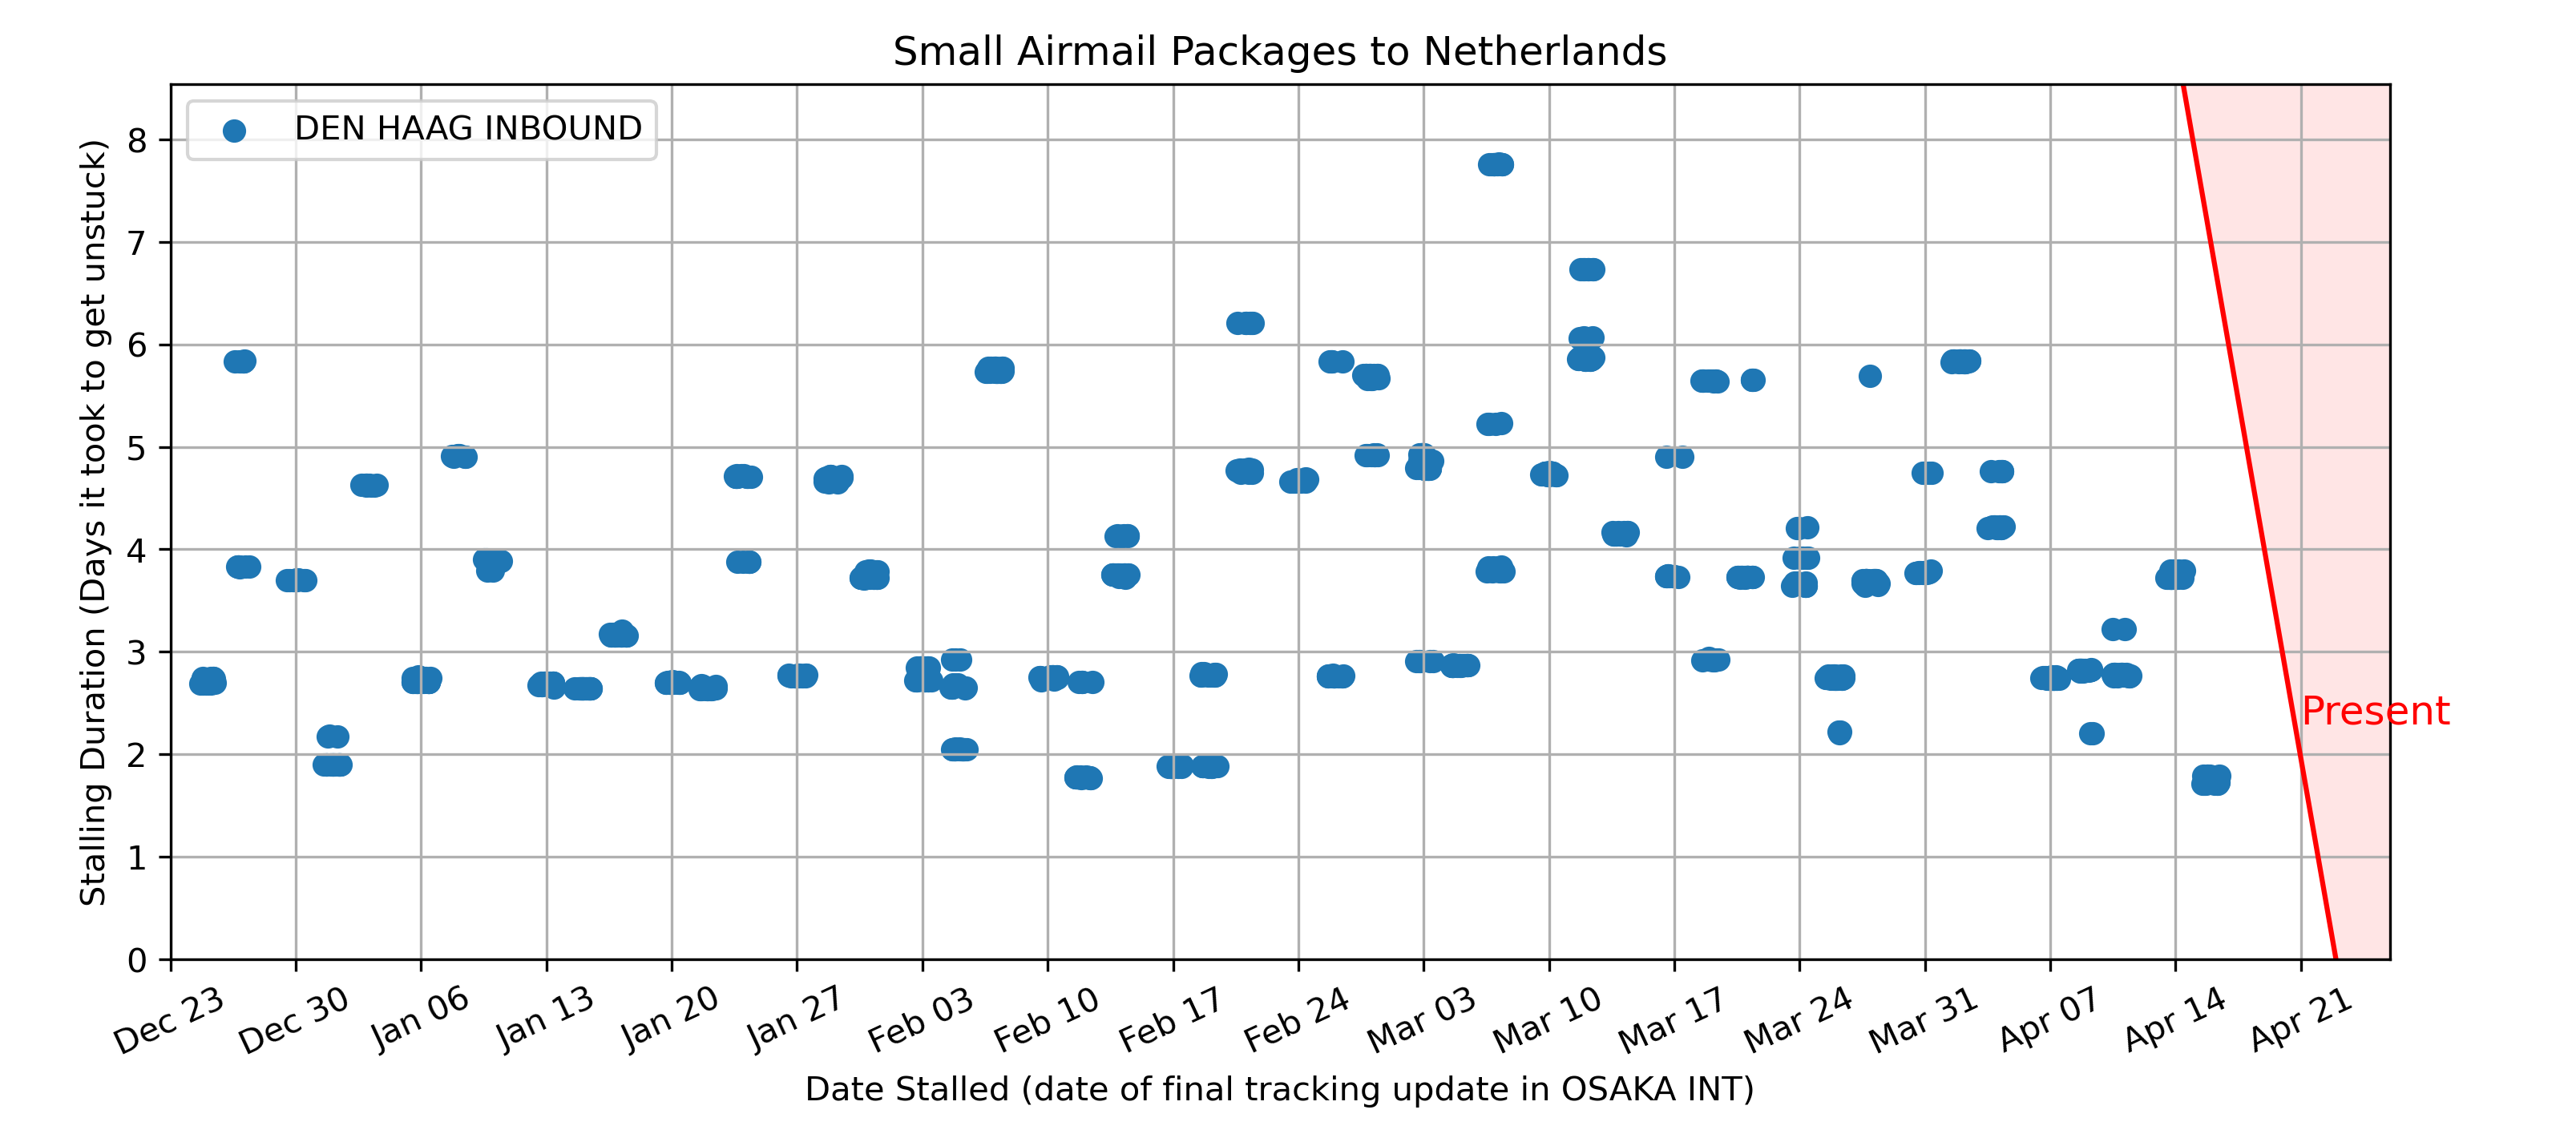 Small Airmail Packages to Netherlands
DEN HAAG INBOUND
Stalling Duration (Days it took to get unstuck)
8
7
6
5
4
3
2
1
0
Present
Dec 23
Dec 30
Jan 06
Jan 13
Jan 20
Jan 27
Feb 03
Feb 10
Feb 17
Feb 24
Mar 03
Mar 10
Mar 17
Mar 24
Mar 31
Apr 07
Apr 14
Apr 21
Date Stalled (date of final tracking update in OSAKA INT)